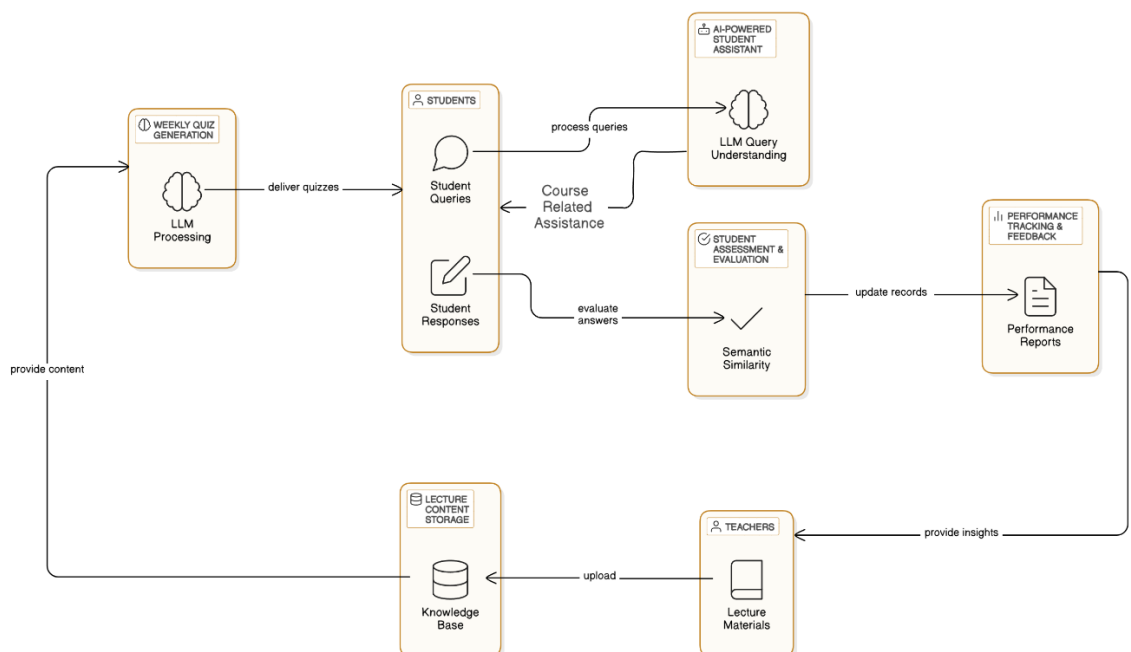 AI-POWERED
STUDENT
ASSISTANT
LLM Query
Understanding
STUDENTS
Student
Queries
Student
Responses
process queries
Course
Related
Assistance
WEEKLY QUIZ
GENERATION
LLM
Processing
deliver quizzes
evaluate
answers
STUDENT
ASSESSMENT &
EVALUATION
Semantic
Similarity
update records
PERFORMANCE
TRACKING &
FEEDBACK
Performance
Reports
provide content
provide insights
LECTURE
CONTENT
STORAGE
Knowledge
Base
upload
TEACHERS
Lecture
Materials